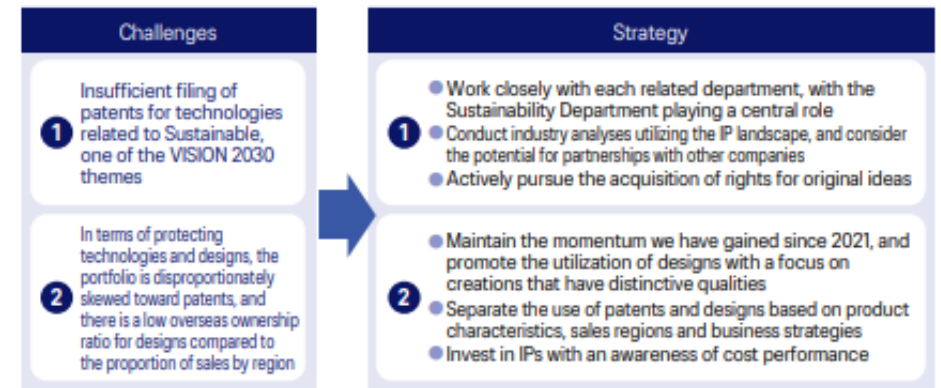 Challenges
1
Insufficient filing of
patents for technologies
related to Sustainable,
one of the VISION 2030
themes
2
In terms of protecting
technologies and designs, the
portfolio is disproportionately
skewed toward patents, and
there is a low overseas ownership
ratio for designs compared to
the proportion of sales by region
Strategy
1
● Work closely with each related department, with the
Sustainability Department playing a central role
● Conduct industry analyses utilizing the IP landscape, and consider
the potential for partnerships with other companies
● Actively pursue the acquisition of rights for original ideas
2
● Maintain the momentum we have gained since 2021, and
promote the utilization of designs with a focus on
creations that have distinctive qualities
● Separate the use of patents and designs based on product
characteristics, sales regions and business strategies
● Invest in IPs with an awareness of cost performance